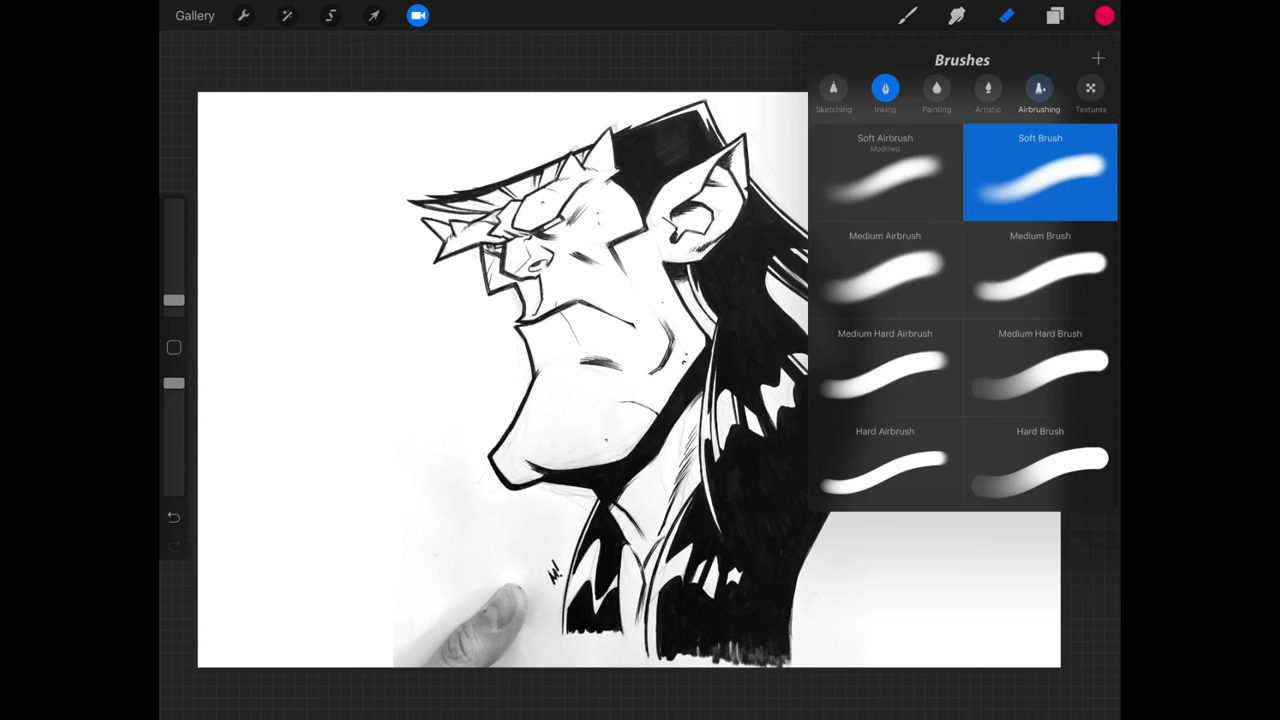 Gallery
Brushes
Sketching Inking Painting Artistic Airbrushing Textures
Soft Airbrush
Modified
Soft Brush
Medium Airbrush
Medium Brush
Medium Hard Airbrush
Medium Hard Brush
Hard Airbrush
Hard Brush
M!